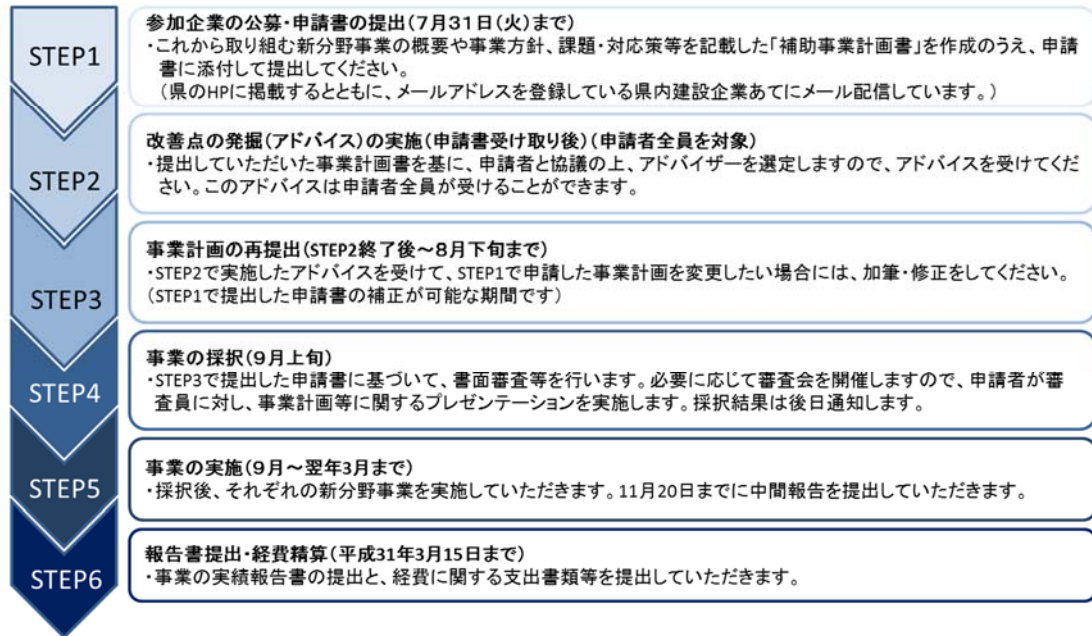 STEP1
参加企業の公募・申請書の提出(7月31日(火)まで)
・これから取り組む新分野事業の概要や事業方針、課題・対応策等を記載した「補助事業計画書」を作成のうえ、申請
書に添付して提出してください。
(県のHPに掲載するとともに、メールアドレスを登録している県内建設企業あてにメール配信しています。)
STEP2
改善点の発掘(アドバイス)の実施(申請書受け取り後)(申請者全員を対象)
・提出していただいた事業計画書を基に、申請者と協議の上、アドバイザーを選定しますので、アドバイスを受けてくだ
さい。このアドバイスは申請者全員が受けることができます。
STEP3
事業計画の再提出(STEP2終了後～8月下旬まで)
・STEP2で実施したアドバイスを受けて、STEP1で申請した事業計画を変更したい場合には、加筆・修正をしてください。
(STEP1で提出した申請書の補正が可能な期間です)
STEP4
事業の採択(9月上旬)
・STEP3で提出した申請書に基づいて、書面審査等を行います。必要に応じて審査会を開催しますので、申請者が審
査員に対し、事業計画等に関するプレゼンテーションを実施します。採択結果は後日通知します。
STEP5
事業の実施(9月～翌年3月まで)
・採択後、それぞれの新分野事業を実施していただきます。11月20日までに中間報告を提出していただきます。
STEP6
報告書提出・経費精算(平成31年3月15日まで)
・事業の実績報告書の提出と、経費に関する支出書類等を提出していただきます。